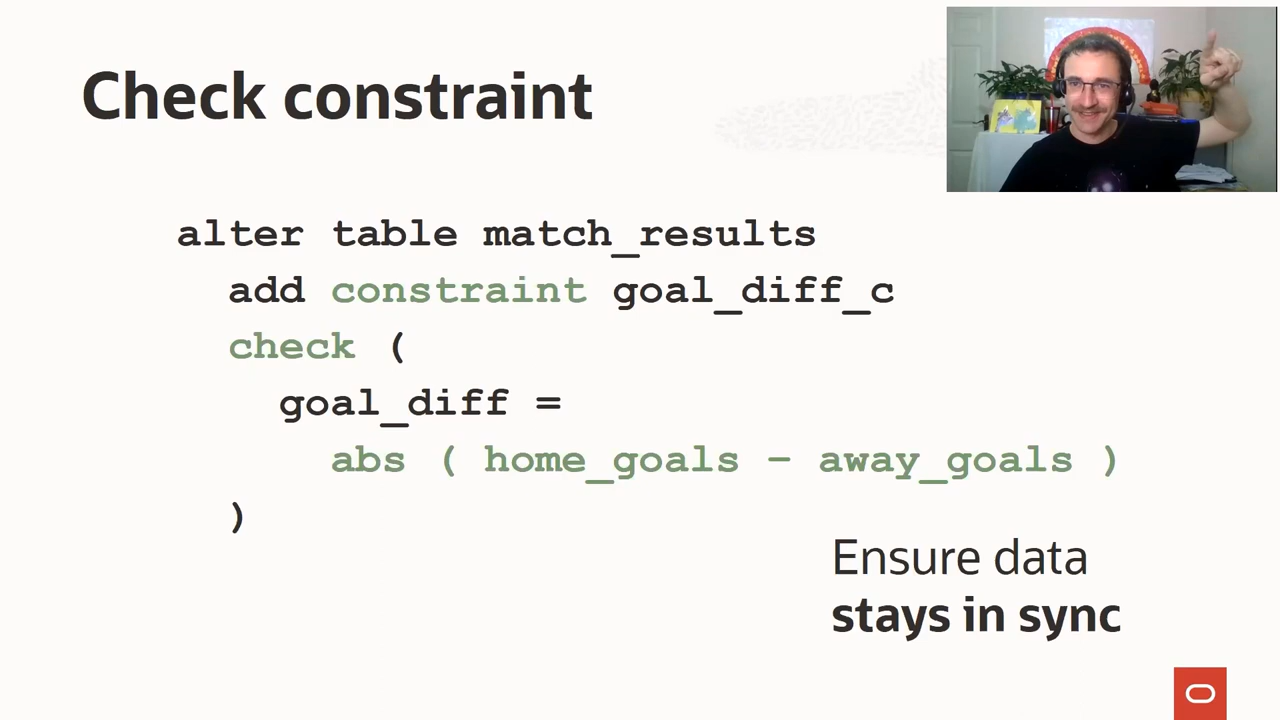 Check constraint
alter table match_results
add constraint goal_diff_c
check (
goal_diff =
abs ( home_goals - away_goals )
)
Ensure data
stays in sync